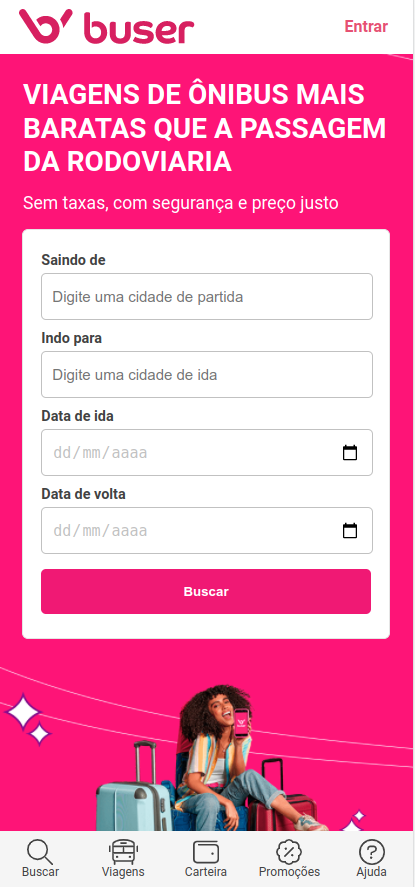 buser
Entrar
VIAGENS DE ÔNIBUS MAIS
BARATAS QUE A PASSAGEM
DA RODOVIARIA
Sem taxas, com segurança e preço justo
Saindo de
Digite uma cidade de partida
Indo para
Digite uma cidade de ida
Data de ida
dd/mm/aaaa
Data de volta
dd/mm/aaaa
Buscar
Buscar
Viagens
Carteira
Promoções
Ajuda